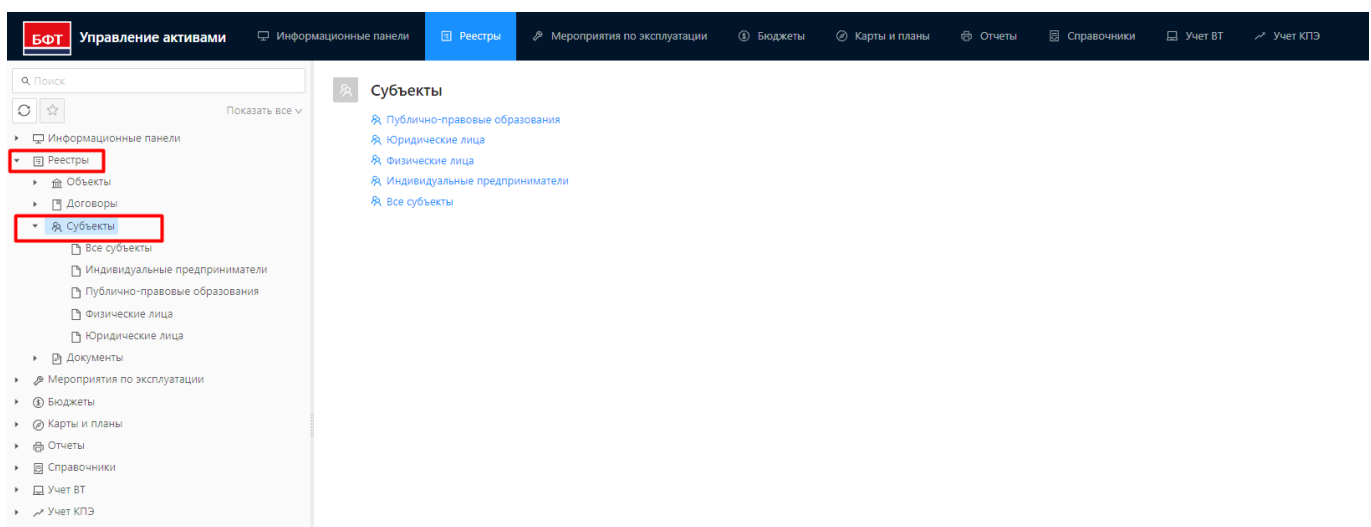 БФТ Управление активами Информационные панели Реестры Мероприятия по эксплуатации Бюджеты Карты и планы Отчеты Справочники Учет ВТ Учет КПЭ
Поиск
Показать все
Информационные панели
Реестры
Объекты
Договоры
Субъекты
Все субъекты
Индивидуальные предприниматели
Публично-правовые образования
Физические лица
Юридические лица
Документы
Мероприятия по эксплуатации
Бюджеты
Карты и планы
Отчеты
Справочники
Учет ВТ
Учет КПЭ
Субъекты
Публично-правовые образования
Юридические лица
Физические лица
Индивидуальные предприниматели
Все субъекты